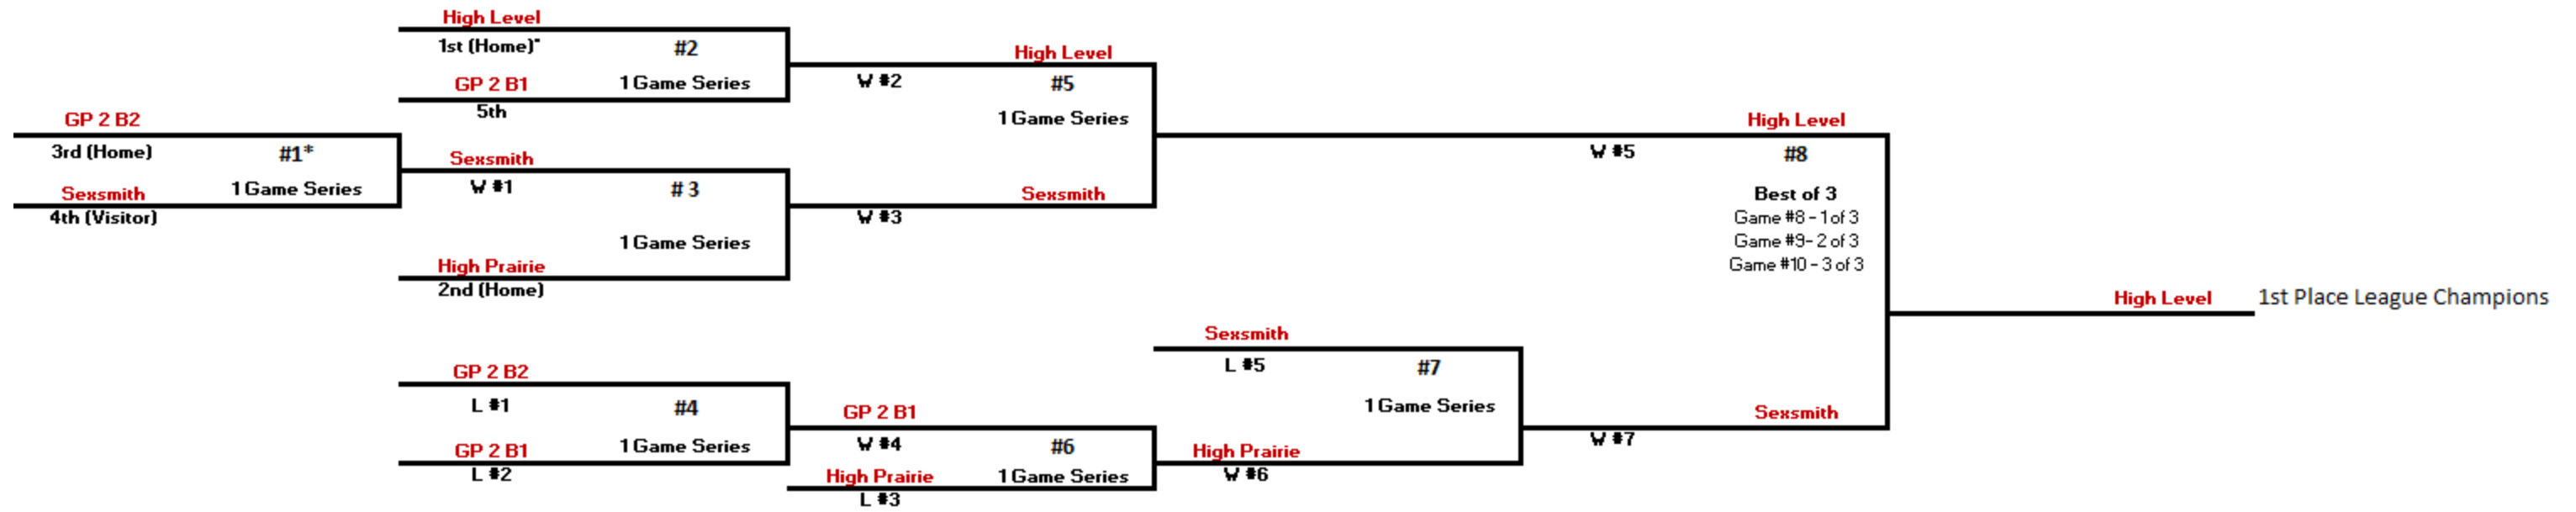 High Level
1st (Home)*
#2
GP 2 B1
1 Game Series
5th
GP 2 B2
3rd (Home)
#1*
Sexsmith
1 Game Series
4th (Visitor)
Sexsmith
W #1
# 3
1 Game Series
High Prairie
2nd (Home)
High Level
W #2
#5
1 Game Series
Sexsmith
W #3
High Level
W #5
#8
Best of 3
Game #8 - 1 of 3
Game #9- 2 of 3
Game #10 - 3 of 3
High Level
1st Place League Champions
GP 2 B2
L #1
#4
GP 2 B1
1 Game Series
L #2
GP 2 B1
W #4
#6
High Prairie
1 Game Series
L #3
Sexsmith
L #5
#7
1 Game Series
High Prairie
W #6
Sexsmith
W #7